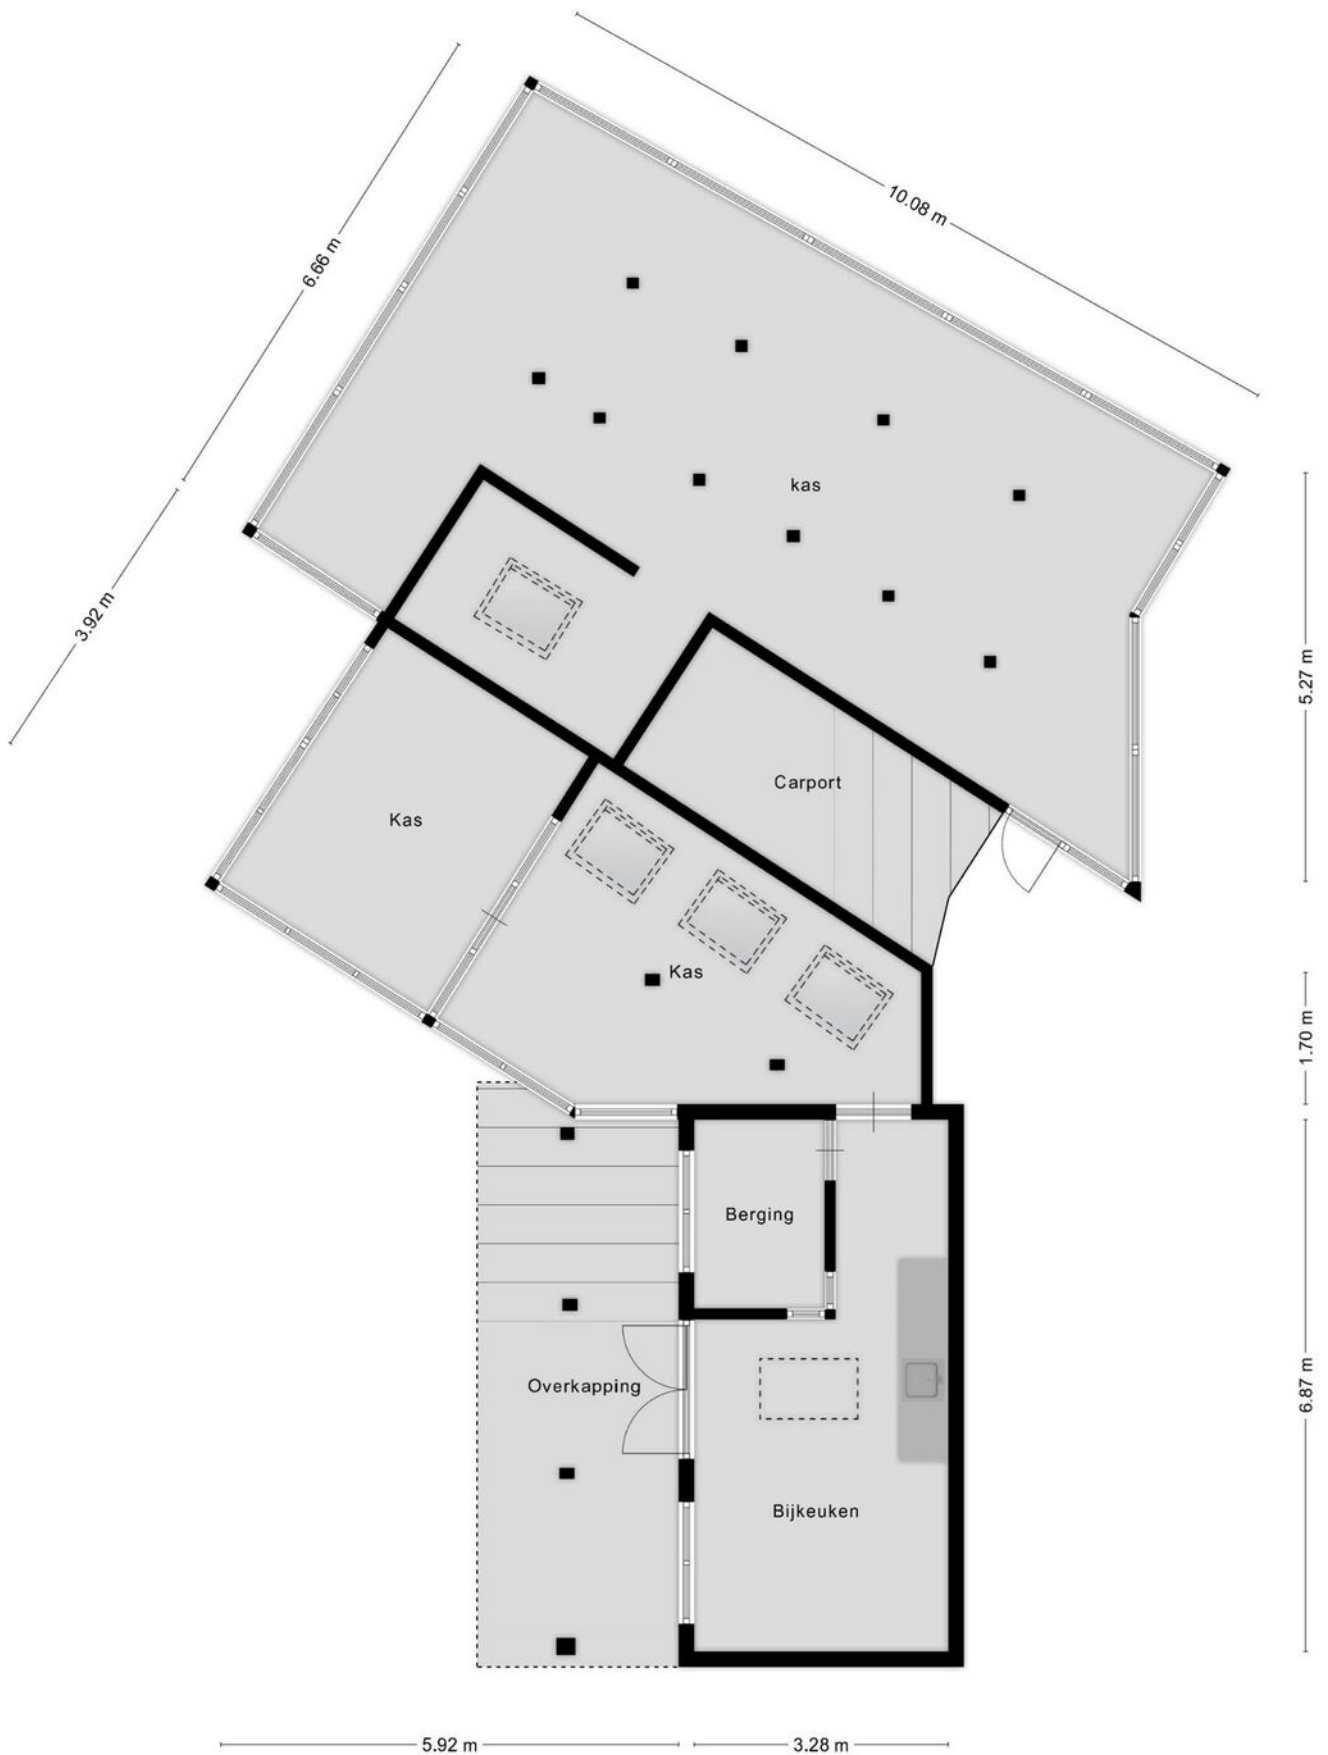 10.08 m
6.66 m
kas
3.92 m
5.27 m
Carport
Kas
Kas
1.70 m
Berging
Overkapping
6.87 m
Bijkeuken
5.92 m
3.28 m